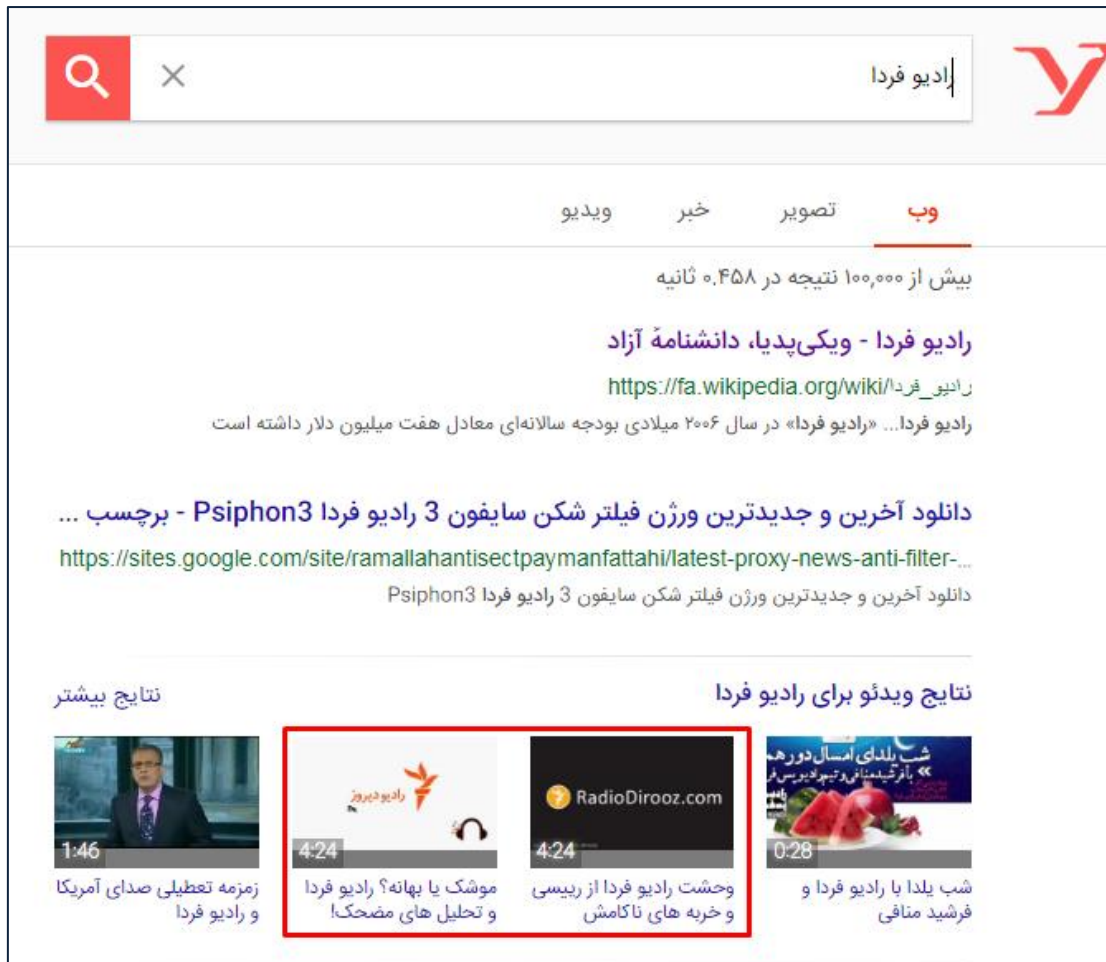 رادیو فردا
وب
تصویر
خبر
ویدیو
بیش از ۱۰۰,۰۰۰ نتیجه در ۰.۴۵۸ ثانیه
رادیو فردا - ویکی‌پدیا، دانشنامهٔ آزاد
https://fa.wikipedia.org/wiki/رادیو_فردا
رادیو فردا... «رادیو فردا» در سال ۲۰۰۶ میلادی بودجه سالانه‌ای معادل هفت میلیون دلار داشته است
دانلود آخرین و جدیدترین ورژن فیلتر شکن سایفون 3 رادیو فردا Psiphon3 - برچسب ...
https://sites.google.com/site/ramallahantisectpaymanfattahi/latest-proxy-news-anti-filter-...
دانلود آخرین و جدیدترین ورژن فیلتر شکن سایفون 3 رادیو فردا Psiphon3
نتایج ویدئو برای رادیو فردا
نتایج بیشتر
شب یلدای امسال دور هم
0:28
شب یلدا با رادیو فردا و
فرشید منافی
RadioDirooz.com
4:24
وحشت رادیو فردا از رییسی
و خربه های ناکامش
رادیو دیروز
4:24
موشک یا بهانه؟ رادیو فردا
و تحلیل های مضحک!
1:46
زمزمه تعطیلی صدای آمریکا
و رادیو فردا